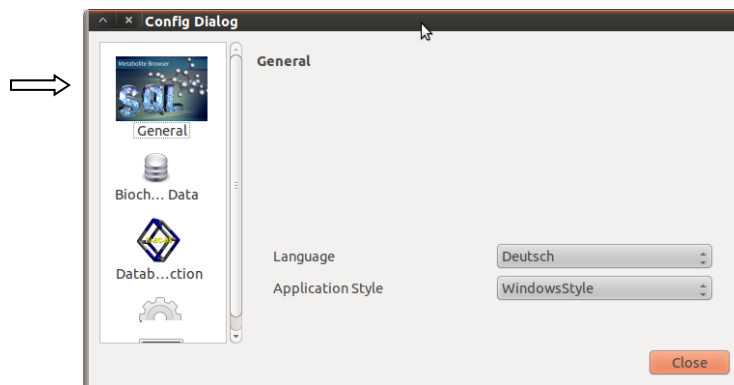 Config Dialog
Metabolite Browser
SQL
General
Bioch... Data
Datab...ction
General
Language
Deutsch
Application Style
WindowsStyle
Close